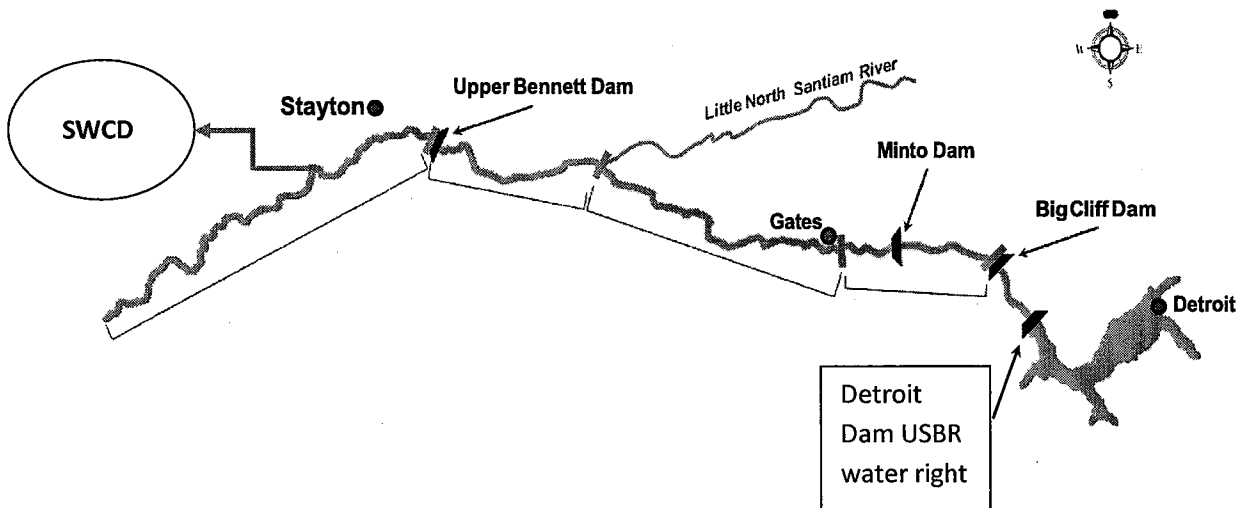 Little North Santiam River
Upper Bennett Dam
Stayton
SWCD
Minto Dam
W
E
S
Big Cliff Dam
Gates
Detroit
Detroit
Dam USBR
water right